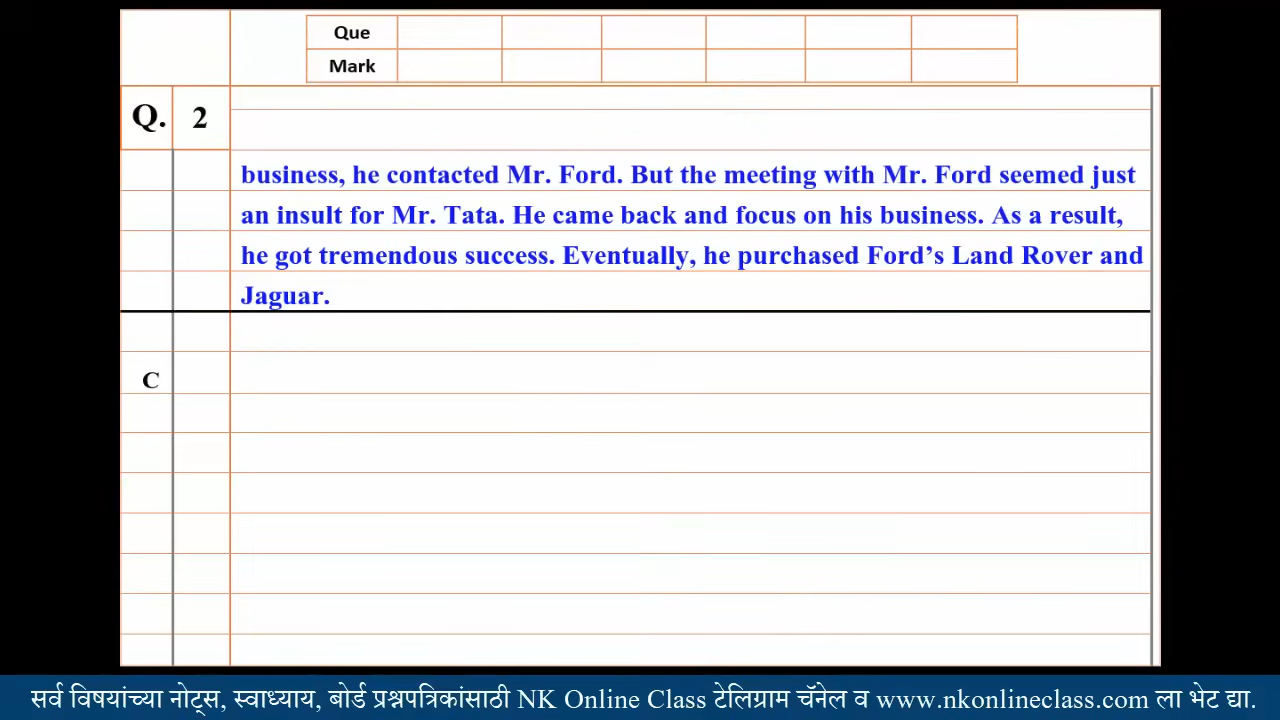 Que
Mark
Q. 2
business, he contacted Mr. Ford. But the meeting with Mr. Ford seemed just
an insult for Mr. Tata. He came back and focus on his business. As a result,
he got tremendous success. Eventually, he purchased Ford’s Land Rover and
Jaguar.
C
सर्व विषयांच्या नोट्स, स्वाध्याय, बोर्ड प्रश्नपत्रिकांसाठी NK Online Class टेलिग्राम चॅनेल व www.nkonlineclass.com ला भेट द्या.